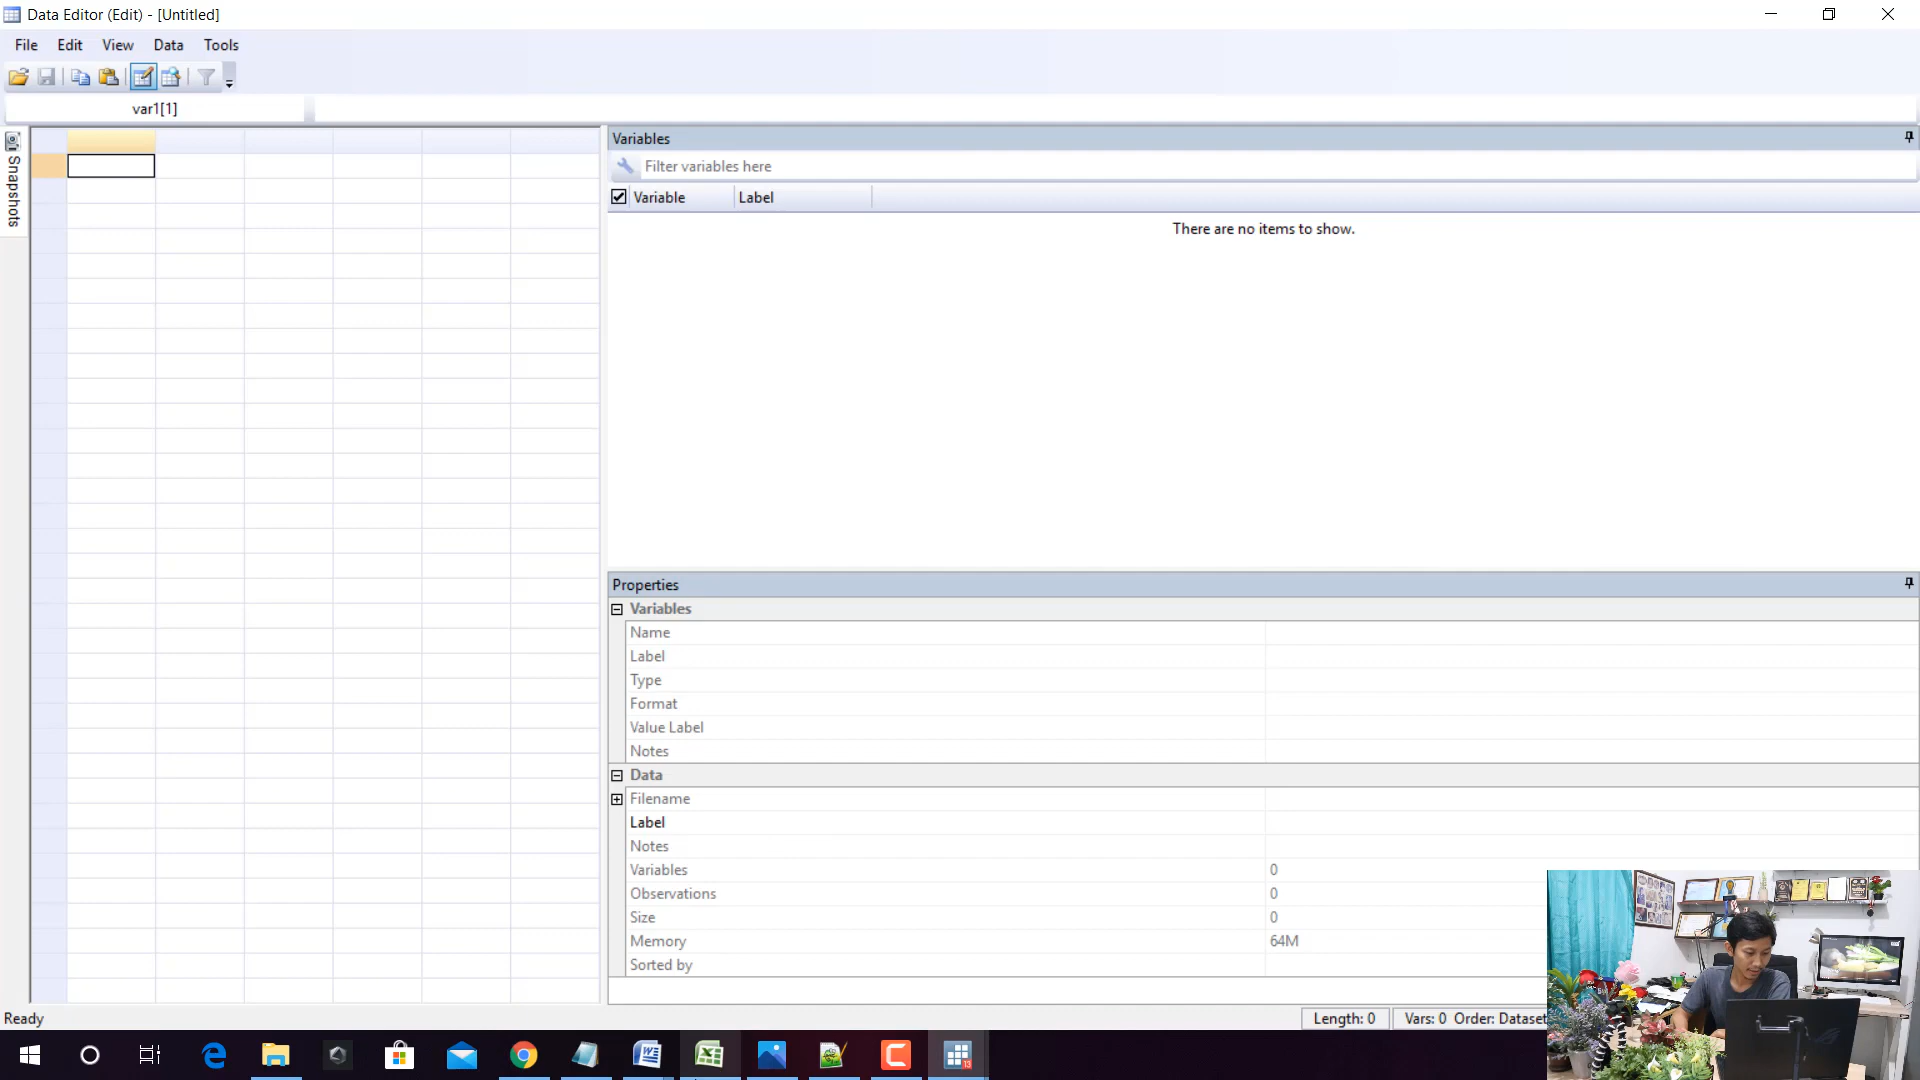 Data Editor (Edit) - [Untitled]
File Edit View Data Tools
var1[1]
Snapshots
Variables
Filter variables here
Variable Label
There are no items to show.
Properties
Variables
Name
Label
Type
Format
Value Label
Notes
Data
Filename
Label
Notes
Variables 0
Observations 0
Size 0
Memory 64M
Sorted by
Ready
Length: 0 Vars: 0 Order: Dataset